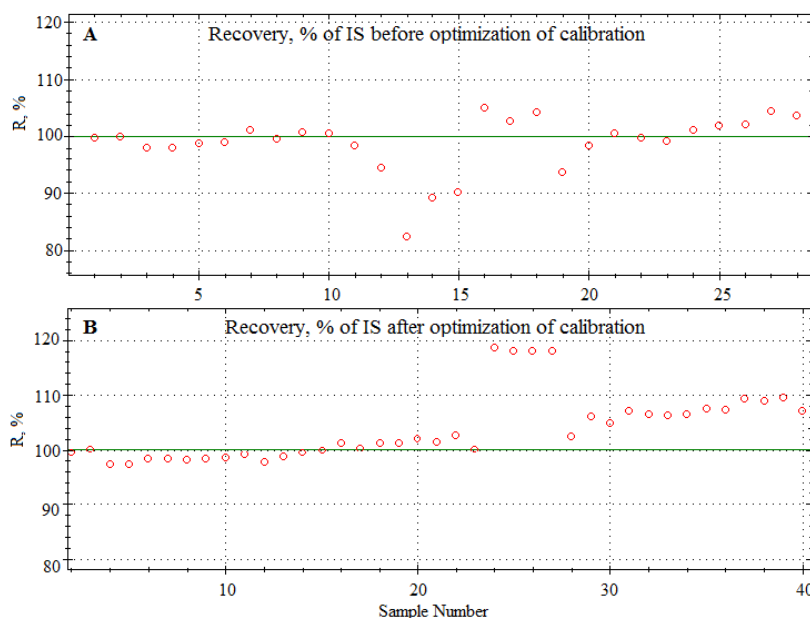 A Recovery, % of IS before optimization of calibration
120
110
100
90
80
R, %
5 10 15 20 25
B Recovery, % of IS after optimization of calibration
120
110
100
90
80
R, %
10 20 30 40
Sample Number